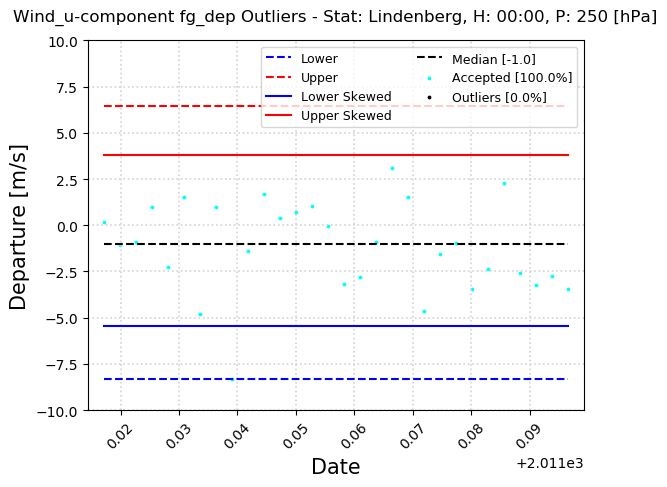 Wind_u-component fg_dep Outliers - Stat: Lindenberg, H: 00:00, P: 250 [hPa]
10.0
7.5
5.0
2.5
0.0
−2.5
−5.0
−7.5
−10.0
Departure [m/s]
Lower
Upper
Lower Skewed
Upper Skewed
Median [-1.0]
Accepted [100.0%]
Outliers [0.0%]
0.02
0.03
0.04
0.05
0.06
0.07
0.08
0.09
+2.011e3
Date